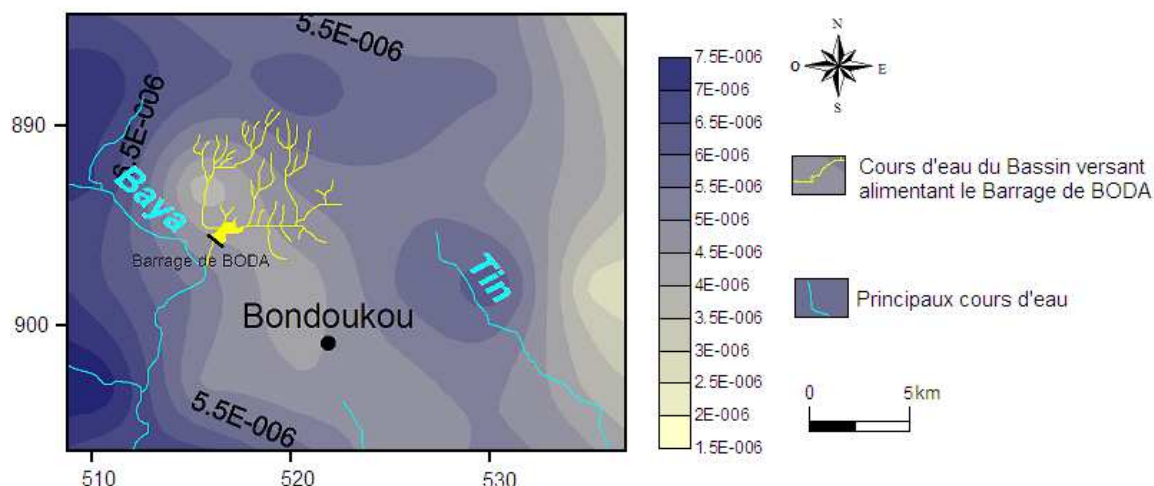 5.5E-006
6.5E-006
890
900
Baya
Barrage de BODA
Bondoukou
Tin
5.5E-006
510
520
530
7.5E-006
7E-006
6.5E-006
6E-006
5.5E-006
5E-006
4.5E-006
4E-006
3.5E-006
3E-006
2.5E-006
2E-006
1.5E-006
N
O
E
S
Cours d'eau du Bassin versant
alimentant le Barrage de BODA
Principaux cours d'eau
0
5 km